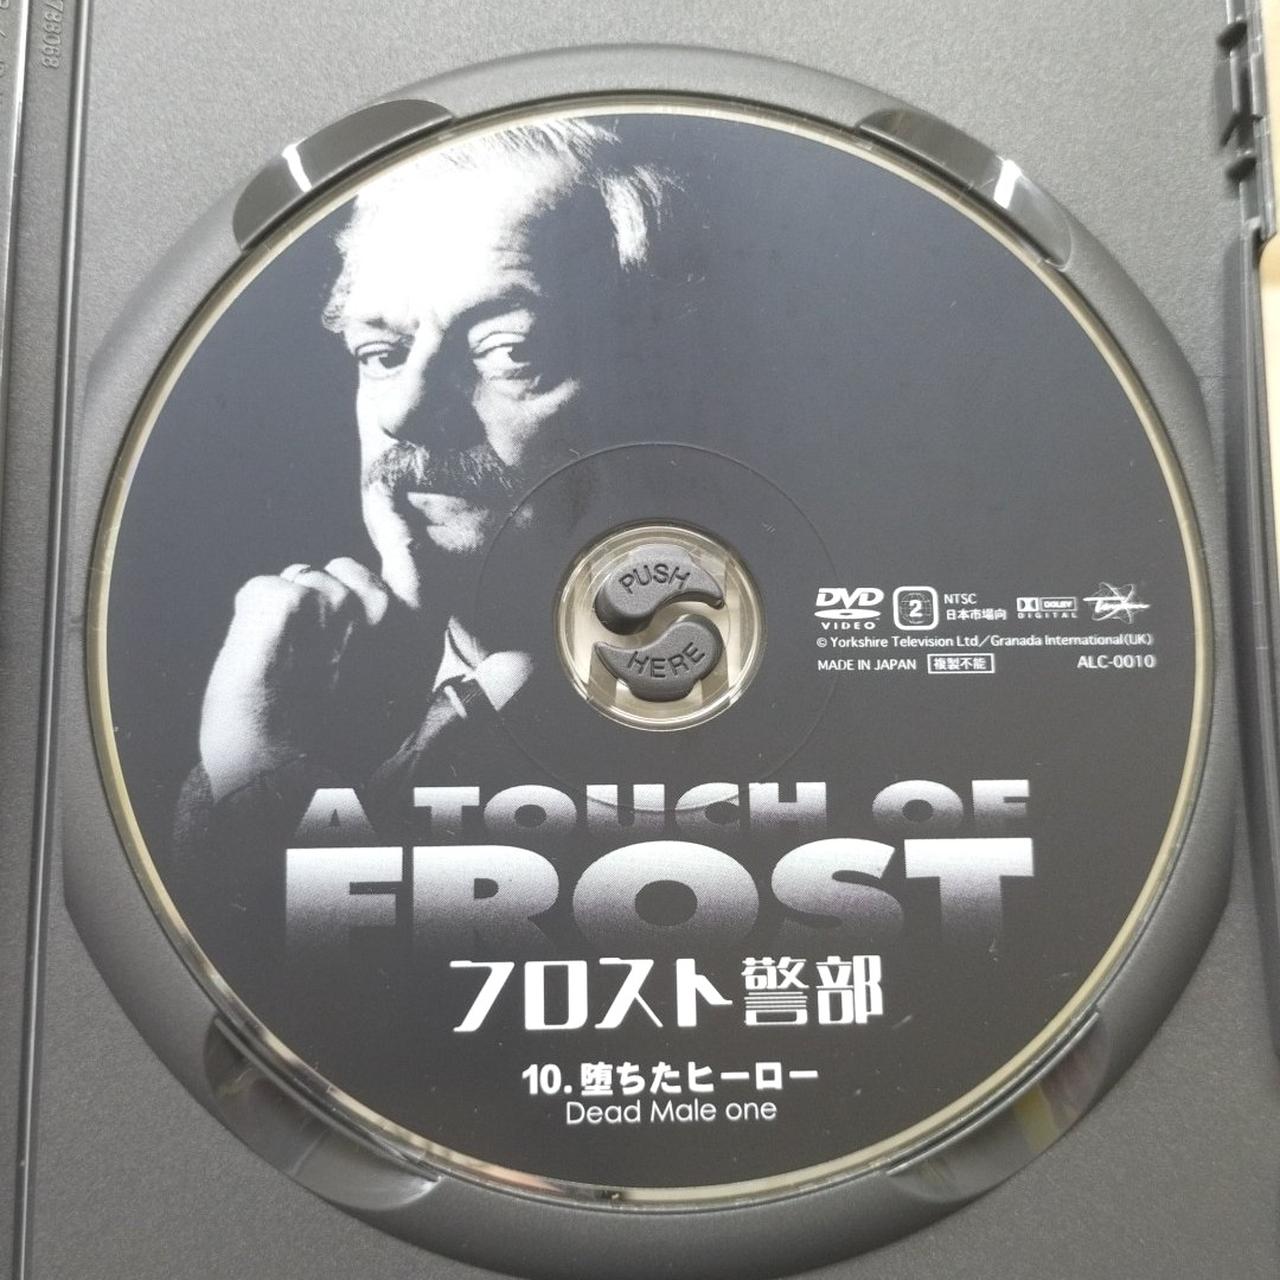 788068
PUSH
HERE
DVD
VIDEO
2
NTSC
日本市場向
DOLBY
DIGITAL
© Yorkshire Television Ltd／Granada International(UK)
MADE IN JAPAN 複製不能 ALC-0010
A TOUCH OF
FROST
フロスト警部
10. 堕ちたヒーロー
Dead Male one